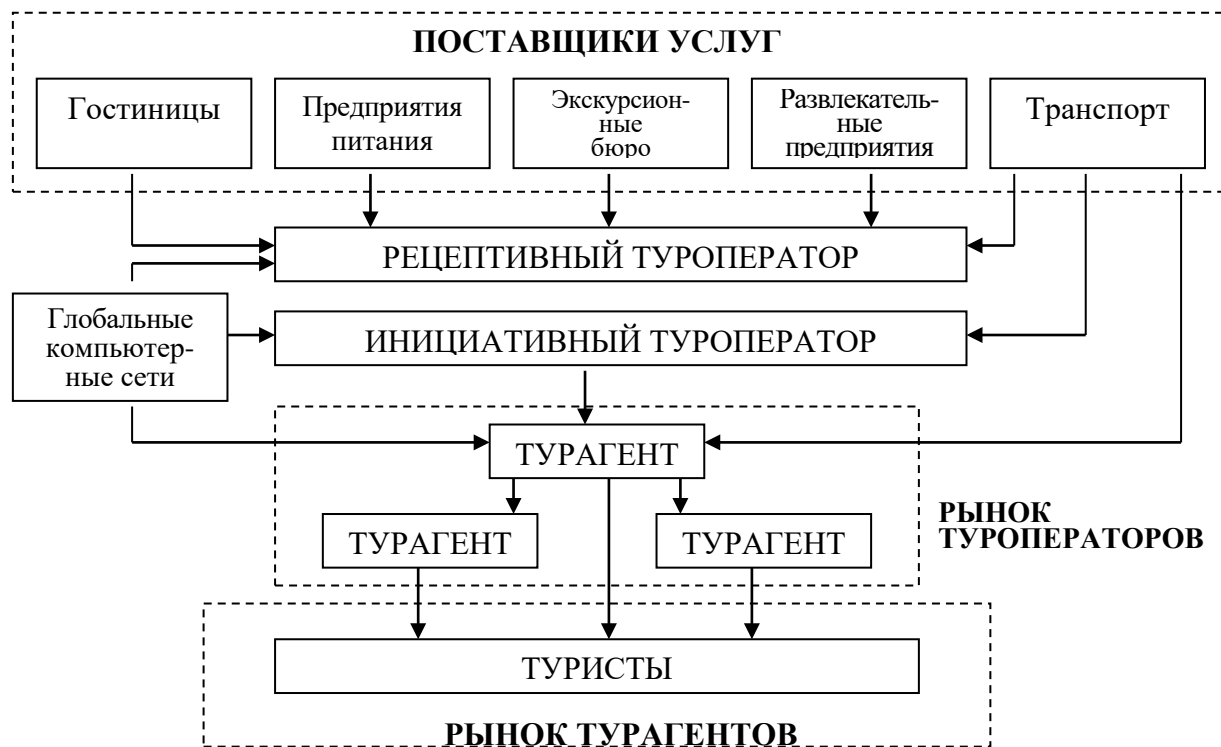 ПОСТАВЩИКИ УСЛУГ
Гостиницы
Предприятия
питания
Экскурсион-
ные
бюро
Развлекатель-
ные
предприятия
Транспорт
РЕЦЕПТИВНЫЙ ТУРОПЕРАТОР
Глобальные
компьютер-
ные сети
ИНИЦИАТИВНЫЙ ТУРОПЕРАТОР
ТУРАГЕНТ
ТУРАГЕНТ
ТУРАГЕНТ
РЫНОК
ТУРОПЕРАТОРОВ
ТУРИСТЫ
РЫНОК ТУРАГЕНТОВ